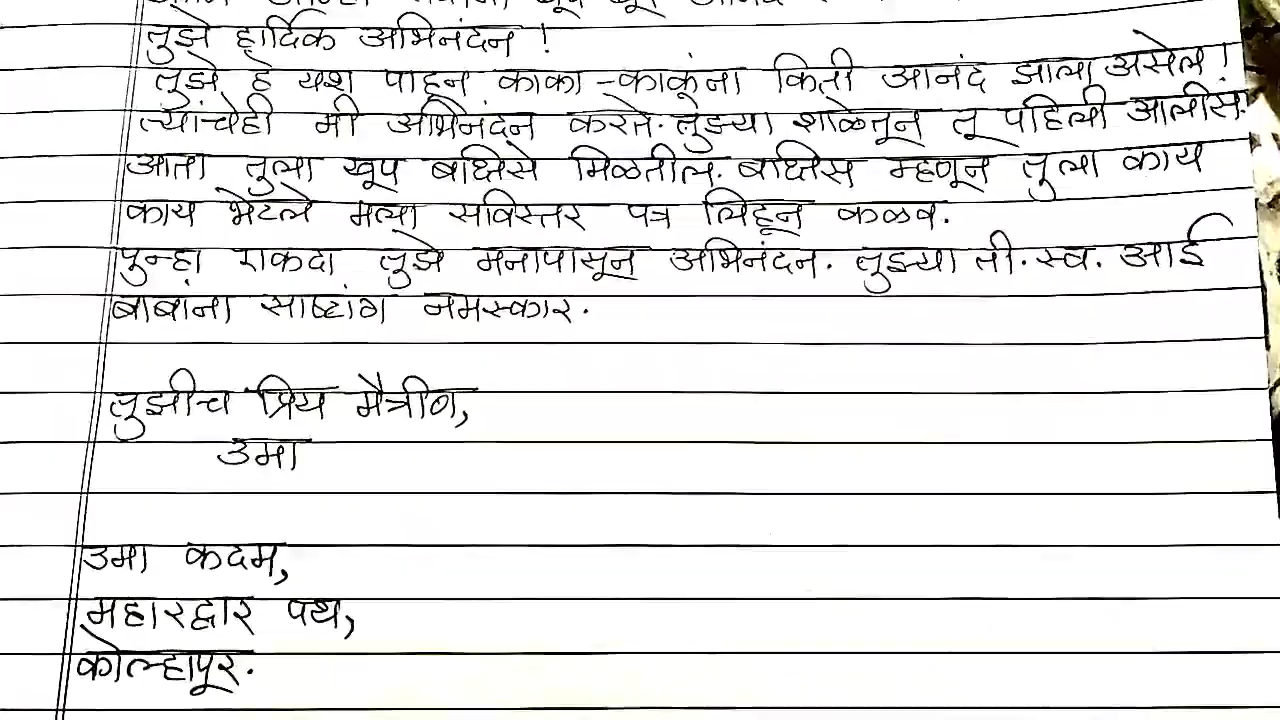 तुझे हार्दिक अभिनंदन !
तुझे हे यश पाहून काका -काकूंना किती आनंद झाला असेल !
त्यांचेही मी अभिनंदन करते. तुझ्या शाळेतून तू पहिली आलीस.
आता तुला खूप बक्षिसे मिळतील. बक्षिस म्हणून तुला काय
काय भेटले मला सविस्तर पत्र लिहून कळव.
पुन्हा एकदा तुझे मनापासून अभिनंदन. तुझ्या ती. स्व. आई
बाबांना साष्टांग नमस्कार.
तुझीच प्रिय मैत्रीण,
उमा
उमा कदम,
महारद्वार पथ,
कोल्हापूर.